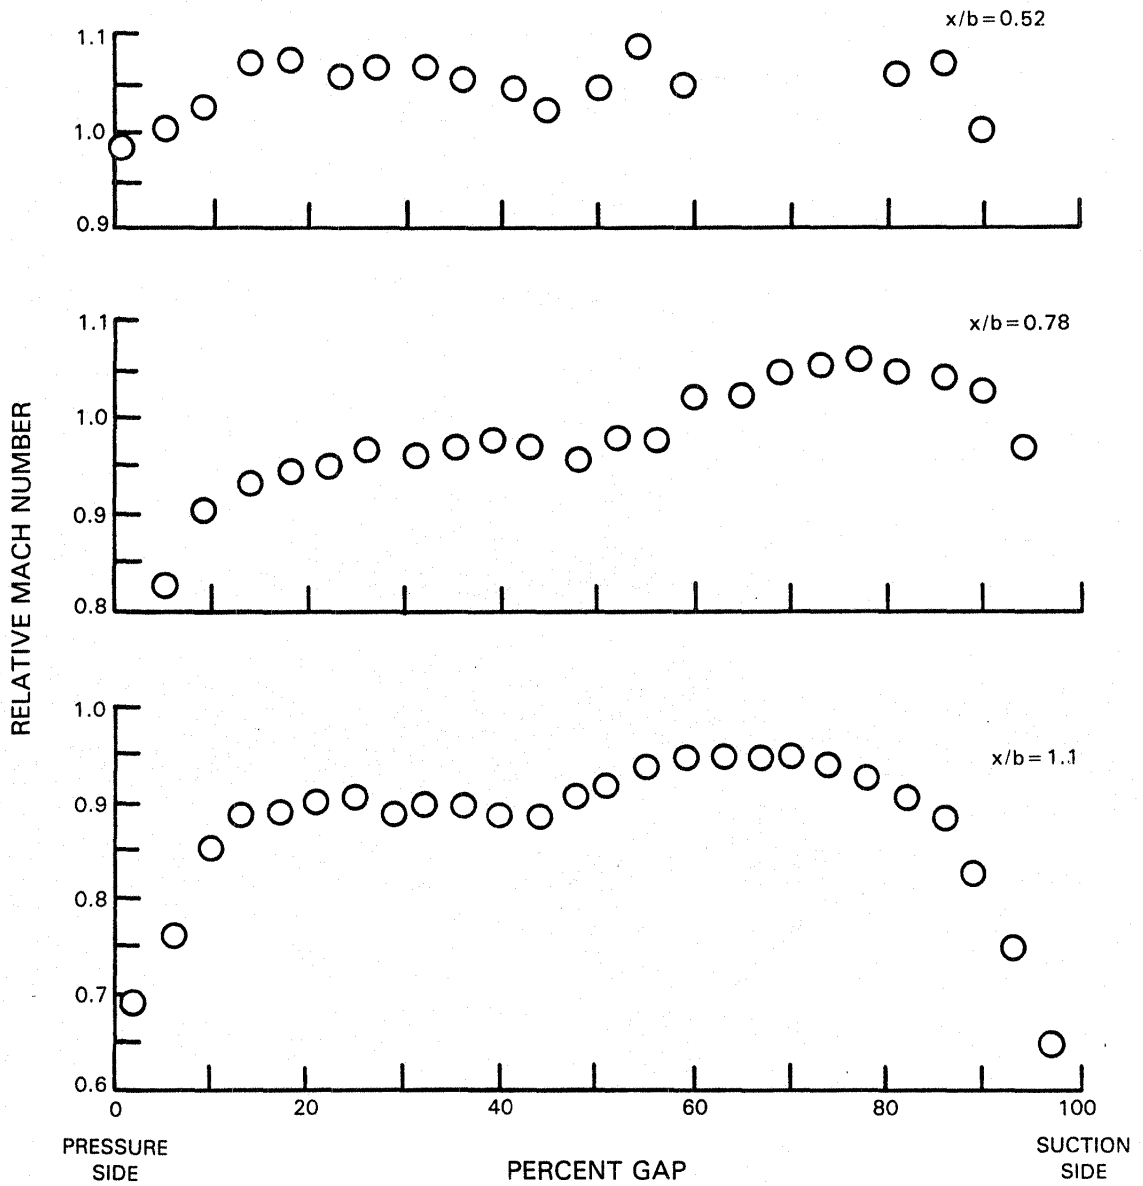 x/b=0.52
1.1
1.0
0.9
x/b=0.78
1.1
1.0
0.9
0.8
RELATIVE MACH NUMBER
x/b=1.1
1.0
0.9
0.8
0.7
0.6
0 20 40 60 80 100
PRESSURE SIDE
PERCENT GAP
SUCTION SIDE